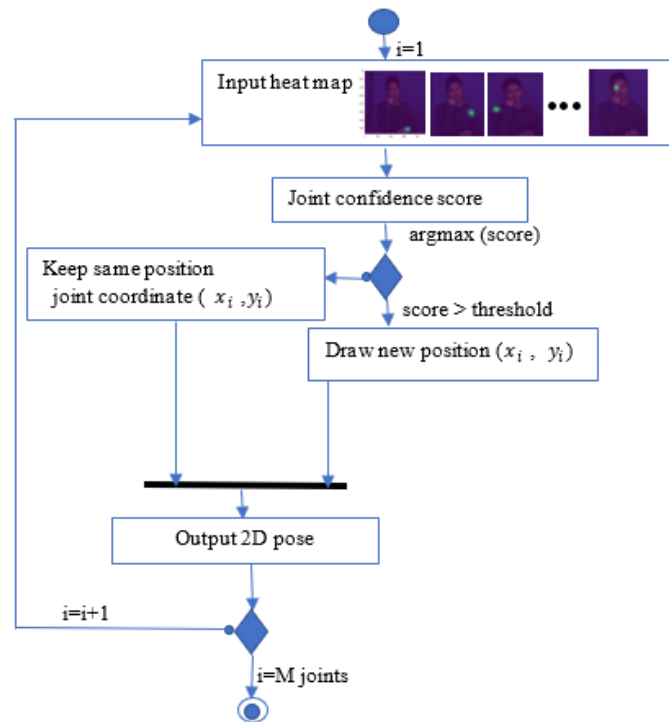 i=1
Input heat map
Joint confidence score
argmax (score)
Keep same position
joint coordinate ( xᵢ ,yᵢ)
score > threshold
Draw new position (xᵢ , yᵢ)
Output 2D pose
i=i+1
i=M joints